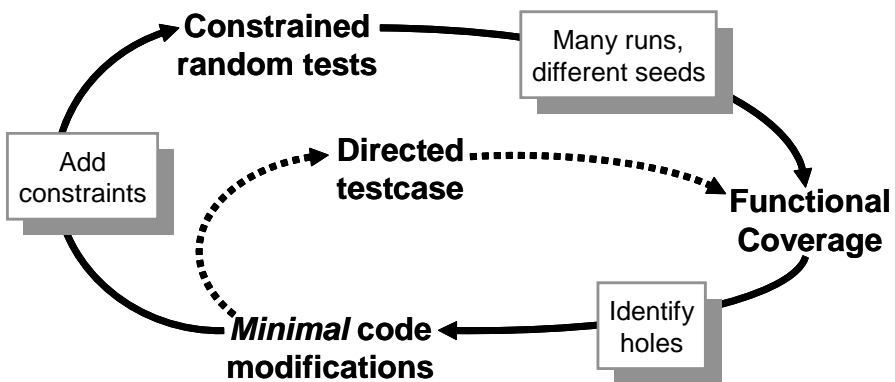 Constrained
random tests
Many runs,
different seeds
Add
constraints
Directed
testcase
Functional
Coverage
Identify
holes
Minimal code
modifications